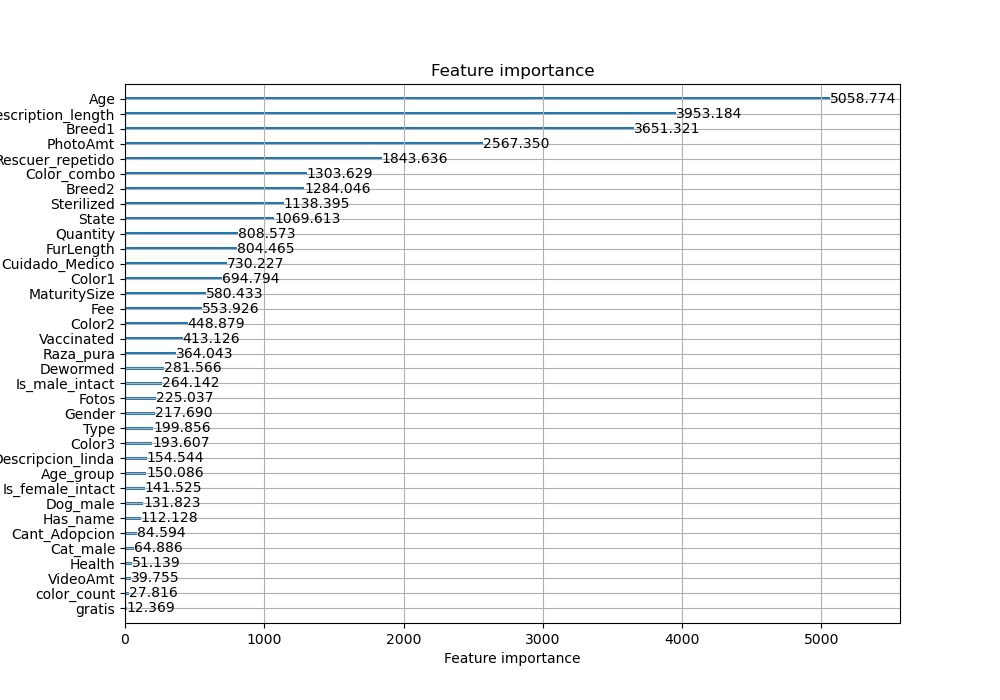 Feature importance
Age 5058.774
escription_length 3953.184
Breed1 3651.321
PhotoAmt 2567.350
Rescuer_repetido 1843.636
Color_combo 1303.629
Breed2 1284.046
Sterilized 1138.395
State 1069.613
Quantity 808.573
FurLength 804.465
Cuidado_Medico 730.227
Color1 694.794
MaturitySize 580.433
Fee 553.926
Color2 448.879
Vaccinated 413.126
Raza_pura 364.043
Dewormed 281.566
Is_male_intact 264.142
Fotos 225.037
Gender 217.690
Type 199.856
Color3 193.607
Descripcion_linda 154.544
Age_group 150.086
Is_female_intact 141.525
Dog_male 131.823
Has_name 112.128
Cant_Adopcion 84.594
Cat_male 64.886
Health 51.139
VideoAmt 39.755
color_count 27.816
gratis 12.369
0 1000 2000 3000 4000 5000
Feature importance